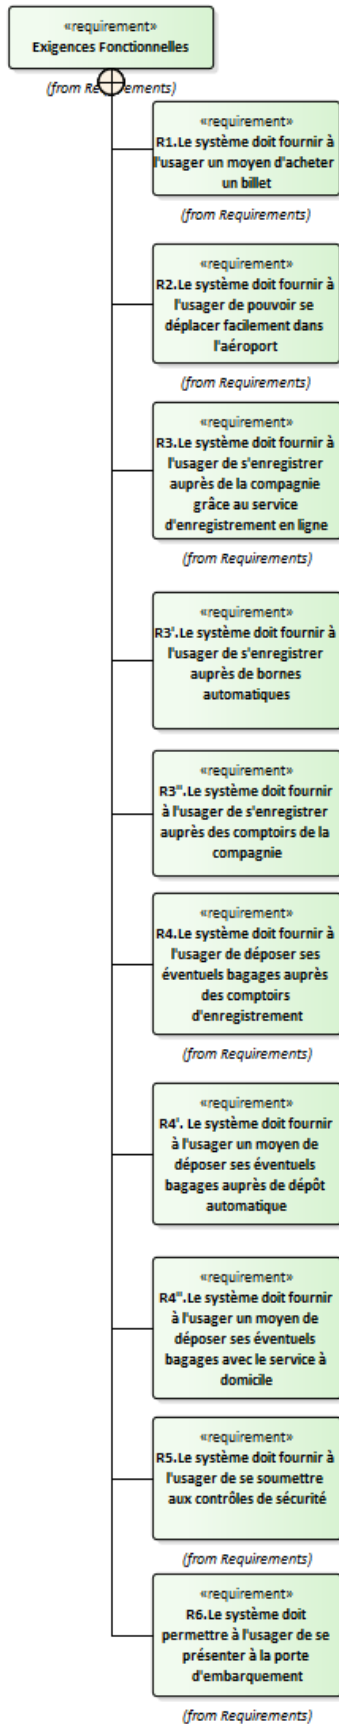 «requirement»
Exigences Fonctionnelles
(from Re ements)
«requirement»
R1.Le système doit fournir à
l'usager un moyen d'acheter
un billet
(from Requirements)
«requirement»
R2.Le système doit fournir à
l'usager de pouvoir se
déplacer facilement dans
l'aéroport
(from Requirements)
«requirement»
R3.Le système doit fournir à
l'usager de s'enregistrer
auprès de la compagnie
grâce au service
d'enregistrement en ligne
(from Requirements)
«requirement»
R3'.Le système doit fournir à
l'usager de s'enregistrer
auprès de bornes
automatiques
«requirement»
R3''.Le système doit fournir
à l'usager de s'enregistrer
auprès des comptoirs de la
compagnie
«requirement»
R4.Le système doit fournir à
l'usager de déposer ses
éventuels bagages auprès
des comptoirs
d'enregistrement
(from Requirements)
«requirement»
R4'. Le système doit fournir
à l'usager un moyen de
déposer ses éventuels
bagages auprès de dépôt
automatique
«requirement»
R4''.Le système doit fournir
à l'usager un moyen de
déposer ses éventuels
bagages avec le service à
domicile
«requirement»
R5.Le système doit fournir à
l'usager de se soumettre
aux contrôles de sécurité
(from Requirements)
«requirement»
R6.Le système doit
permettre à l'usager de se
présenter à la porte
d'embarquement
(from Requirements)